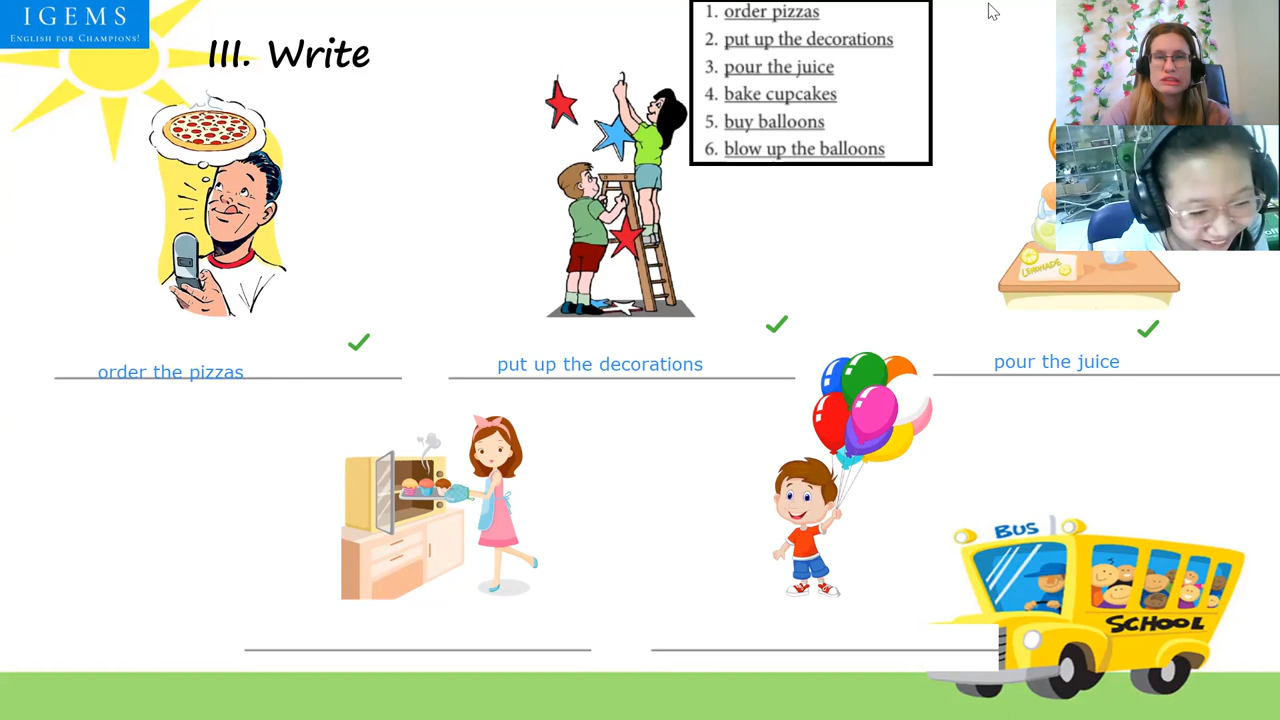 IGEMS
ENGLISH FOR CHAMPIONS!
III. Write
1. order pizzas
2. put up the decorations
3. pour the juice
4. bake cupcakes
5. buy balloons
6. blow up the balloons
LEMONADE
order the pizzas
put up the decorations
pour the juice
BUS
SCHOOL